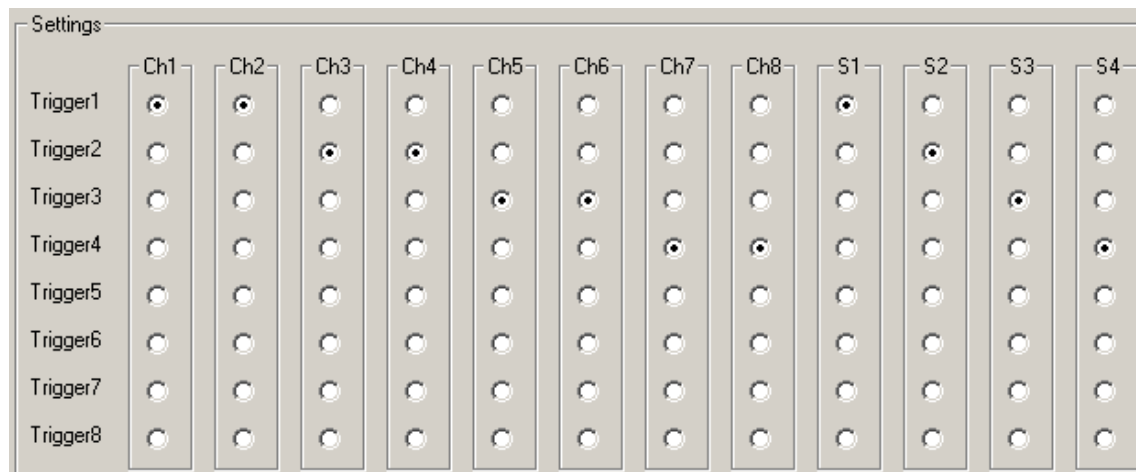 Settings
Ch1 Ch2 Ch3 Ch4 Ch5 Ch6 Ch7 Ch8 S1 S2 S3 S4
Trigger1
Trigger2
Trigger3
Trigger4
Trigger5
Trigger6
Trigger7
Trigger8